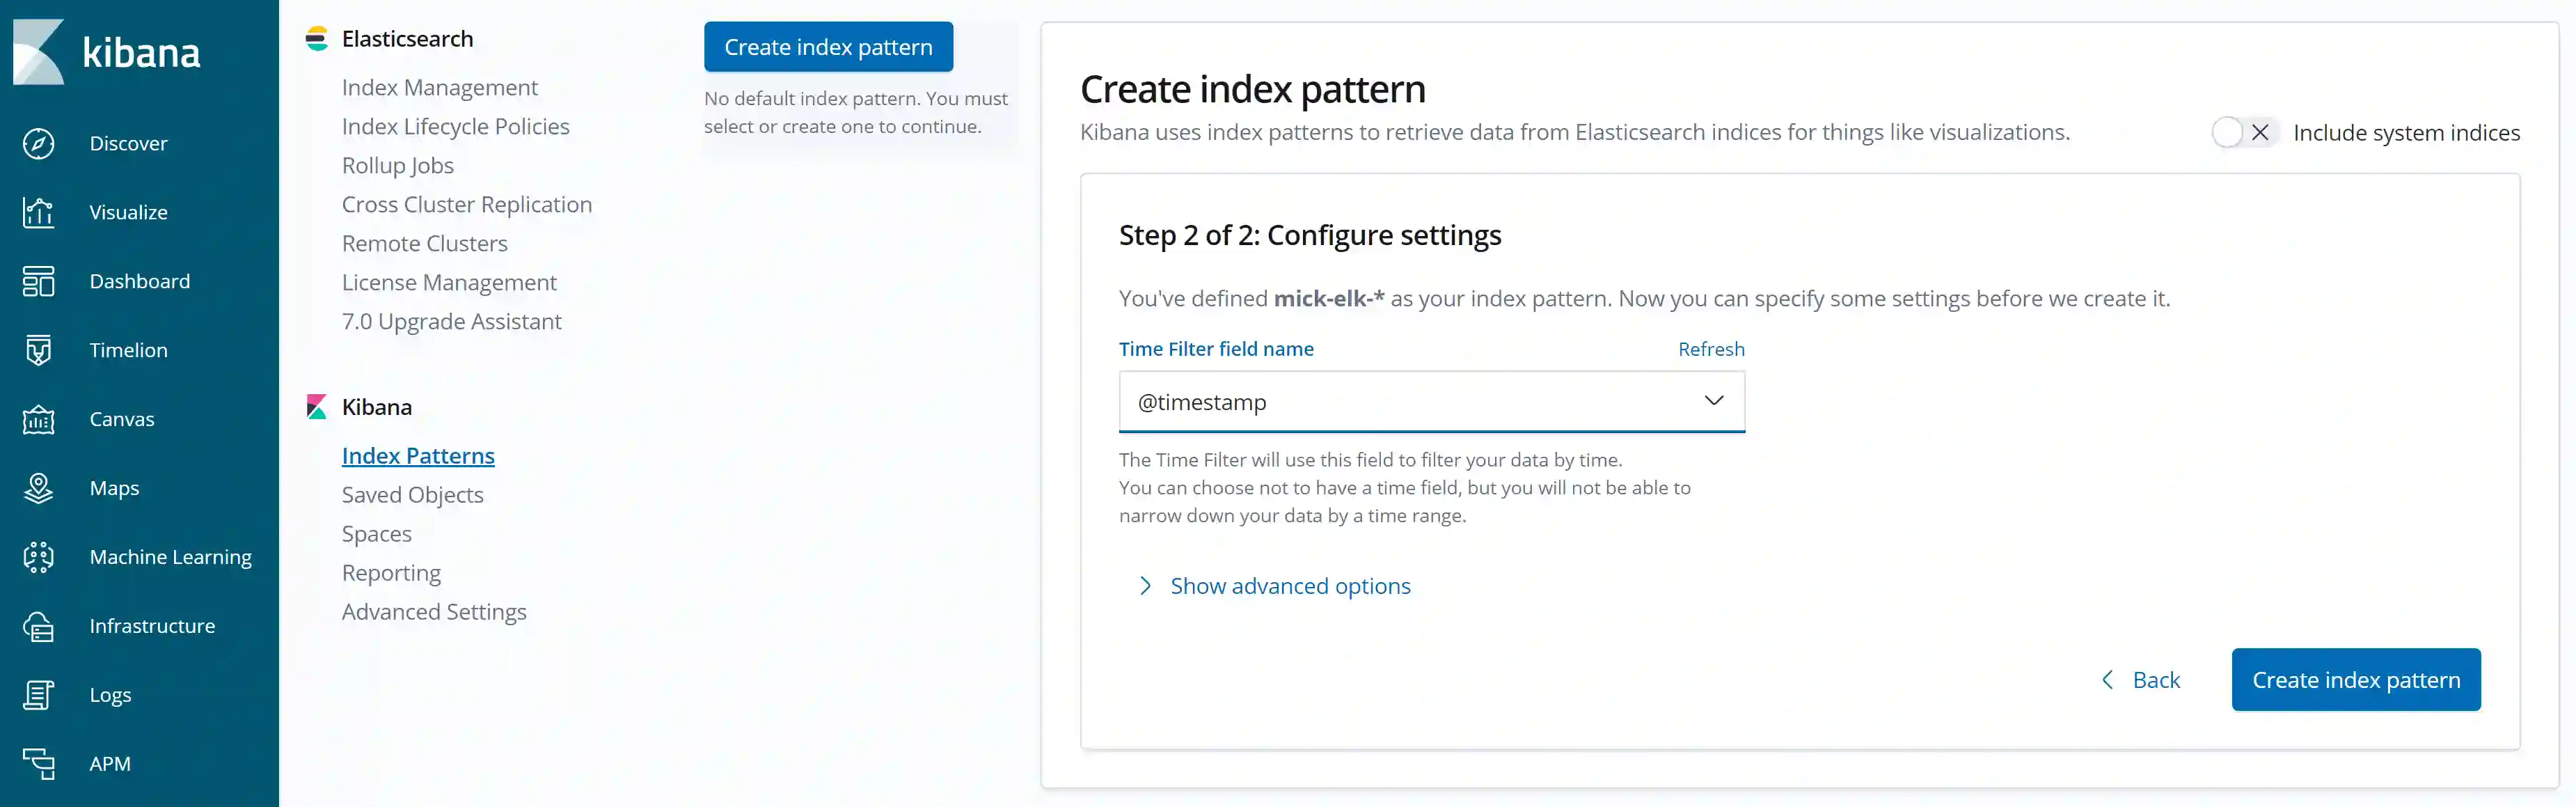 kibana
Discover
Visualize
Dashboard
Timelion
Canvas
Maps
Machine Learning
Infrastructure
Logs
APM
Elasticsearch
Index Management
Index Lifecycle Policies
Rollup Jobs
Cross Cluster Replication
Remote Clusters
License Management
7.0 Upgrade Assistant
Kibana
Index Patterns
Saved Objects
Spaces
Reporting
Advanced Settings
Create index pattern
No default index pattern. You must
select or create one to continue.
Create index pattern
Kibana uses index patterns to retrieve data from Elasticsearch indices for things like visualizations.
Include system indices
Step 2 of 2: Configure settings
You've defined mick-elk-* as your index pattern. Now you can specify some settings before we create it.
Time Filter field name
Refresh
@timestamp
The Time Filter will use this field to filter your data by time.
You can choose not to have a time field, but you will not be able to
narrow down your data by a time range.
Show advanced options
Back
Create index pattern